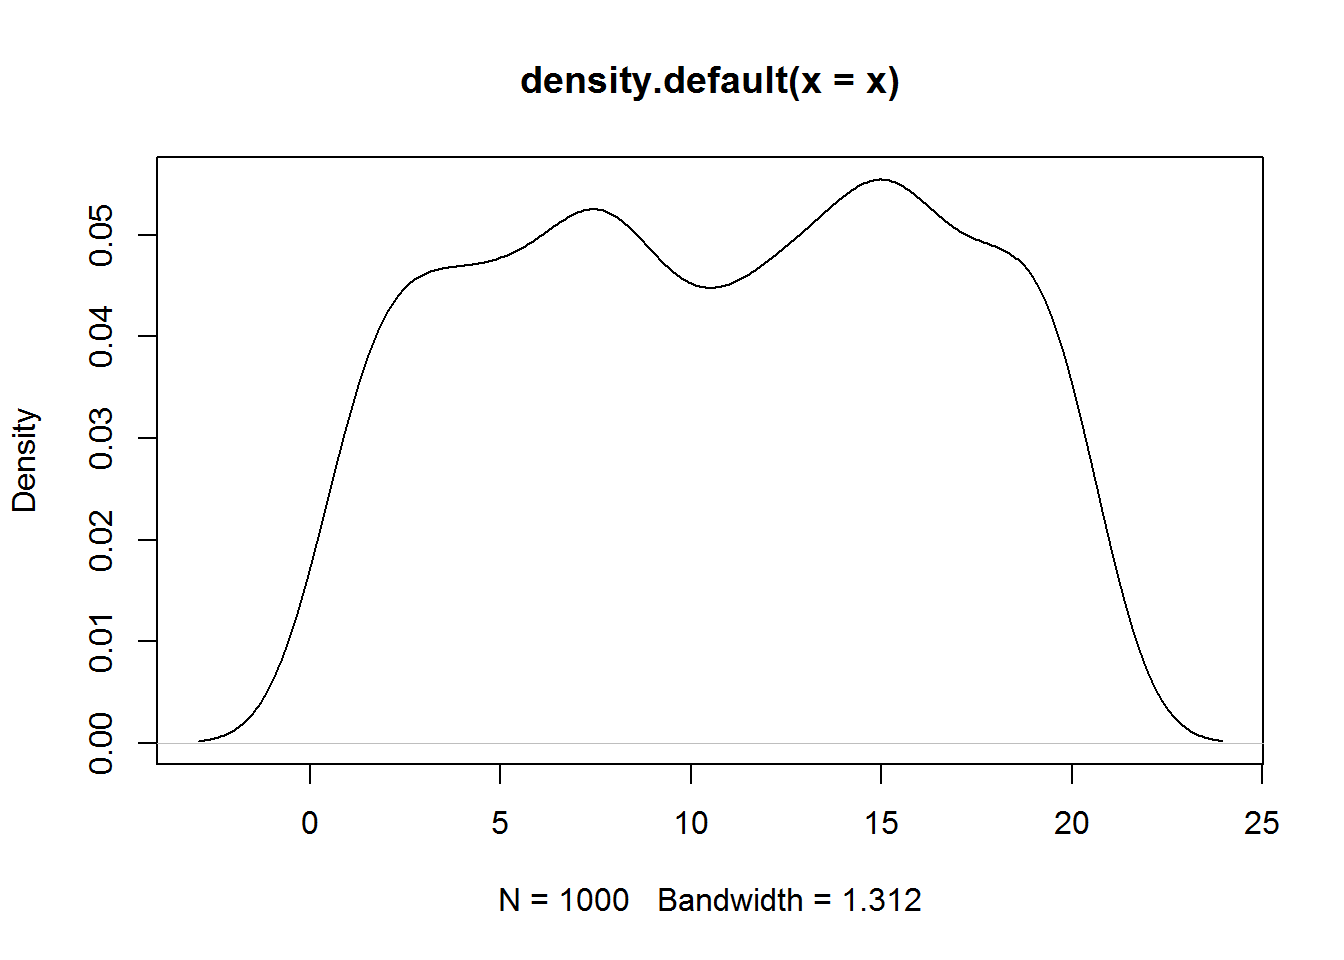 density.default(x = x)
Density
0.05
0.04
0.03
0.02
0.01
0.00
0 5 10 15 20 25
N = 1000 Bandwidth = 1.312